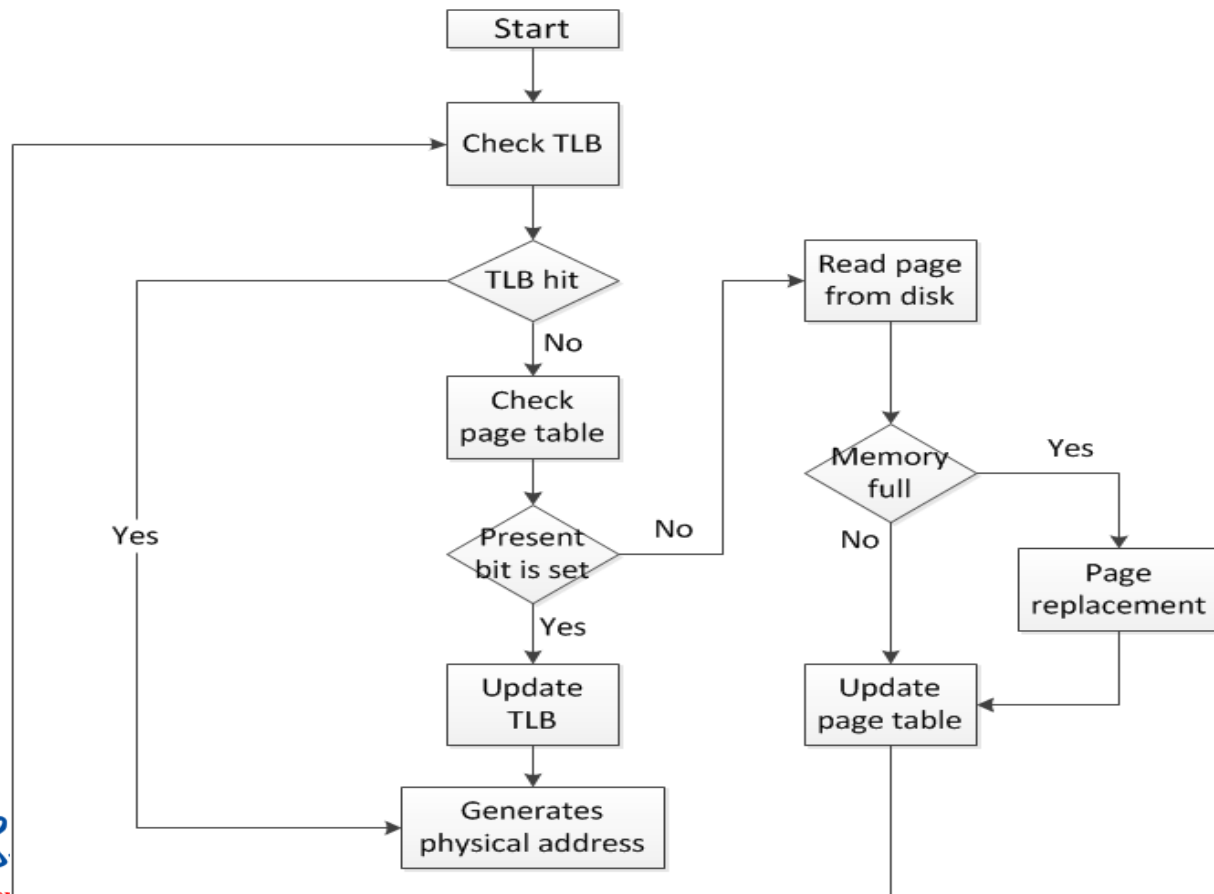 Start
Check TLB
TLB hit
No
Check
page table
Present
bit is set
Yes
Update
TLB
Generates
physical address
Yes
No
Read page
from disk
Memory
full
Yes
No
Page
replacement
Update
page table